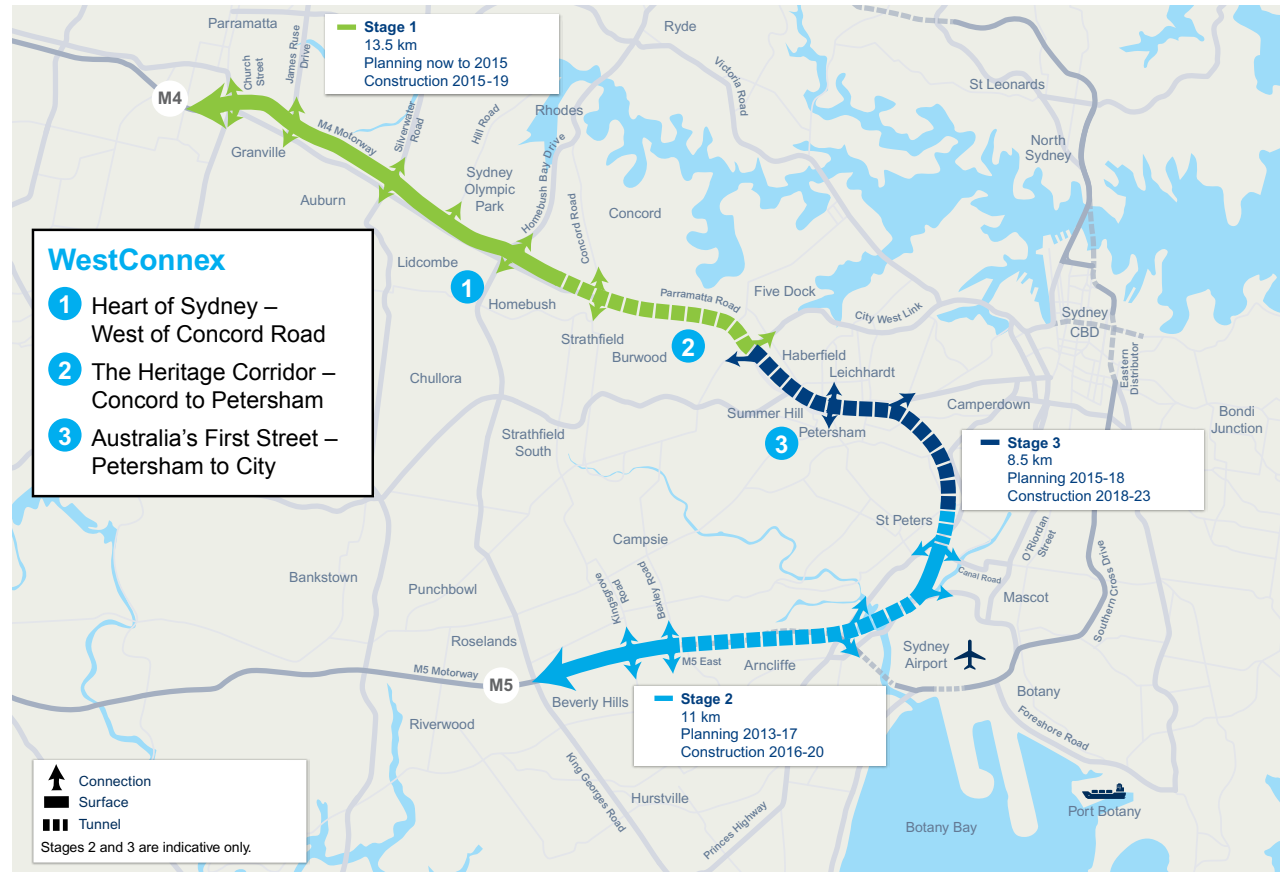 Parramatta
Church
Street
James Ruse
Drive
M4
M4 Motorway
Silverwater
Road
Hill Road
Granville
Auburn
Stage 1
13.5 km
Planning now to 2015
Construction 2015-19
Ryde
Victoria Road
Rhodes
St Leonards
North
Sydney
Sydney
Olympic
Park
Homebush Bay Drive
Concord Road
Concord
Lidcombe
1
Homebush
WestConnex
1 Heart of Sydney –
West of Concord Road
2 The Heritage Corridor –
Concord to Petersham
3 Australia's First Street –
Petersham to City
Parramatta Road
Five Dock
City West Link
Sydney
CBD
Eastern
Distributor
Strathfield
Burwood
2
Haberfield
Leichhardt
Chullora
Summer Hill
Petersham
3
Camperdown
Bondi
Junction
Strathfield
South
Stage 3
8.5 km
Planning 2015-18
Construction 2018-23
St Peters
O'Riordan
Street
Canal Road
Mascot
Southern Cross Drive
Campsie
Bankstown
Punchbowl
Kingsgrove
Road
Bexley Road
Roselands
M5 Motorway
M5
M5 East
Arncliffe
Sydney
Airport
Beverly Hills
Riverwood
Stage 2
11 km
Planning 2013-17
Construction 2016-20
Botany
Foreshore Road
King Georges Road
Hurstville
Princes Highway
Botany Bay
Port Botany
Connection
Surface
Tunnel
Stages 2 and 3 are indicative only.